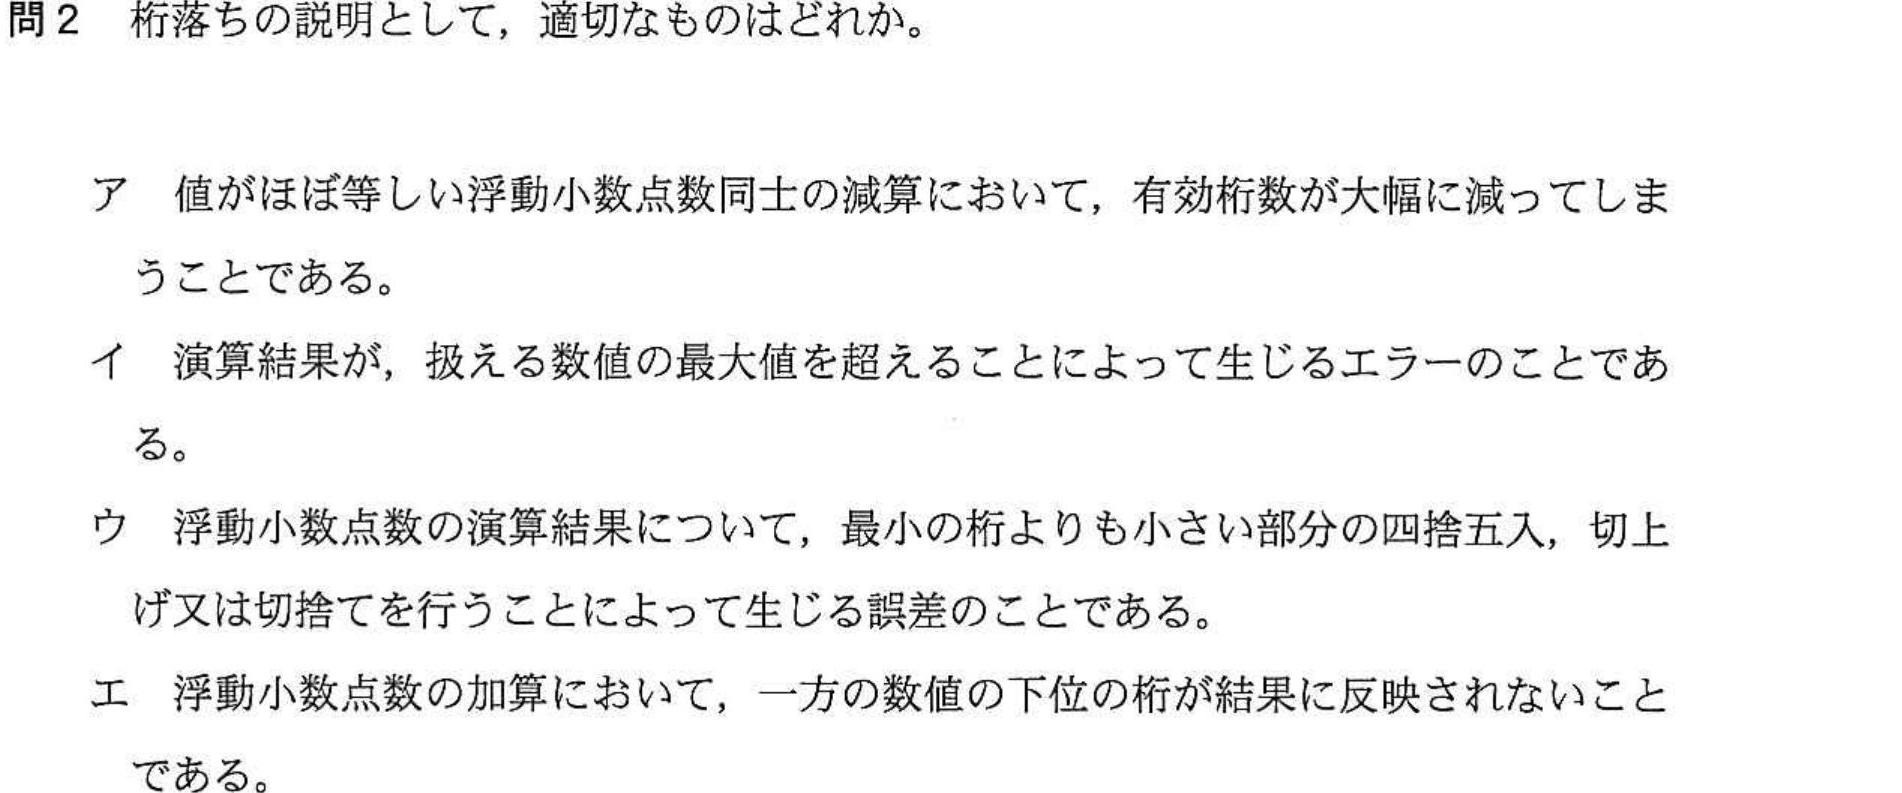 問2 桁落ちの説明として，適切なものはどれか。
ア 値がほぼ等しい浮動小数点数同士の減算において，有効桁数が大幅に減ってしま
うことである。
イ 演算結果が，扱える数値の最大値を超えることによって生じるエラーのことであ
る。
ウ 浮動小数点数の演算結果について，最小の桁よりも小さい部分の四捨五入，切上
げ又は切捨てを行うことによって生じる誤差のことである。
エ 浮動小数点数の加算において，一方の数値の下位の桁が結果に反映されないこと
である。